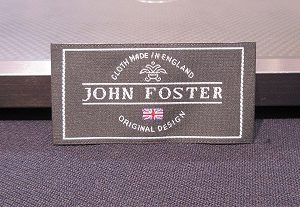 CLOTH MADE IN ENGLAND
JOHN FOSTER
ORIGINAL DESIGN